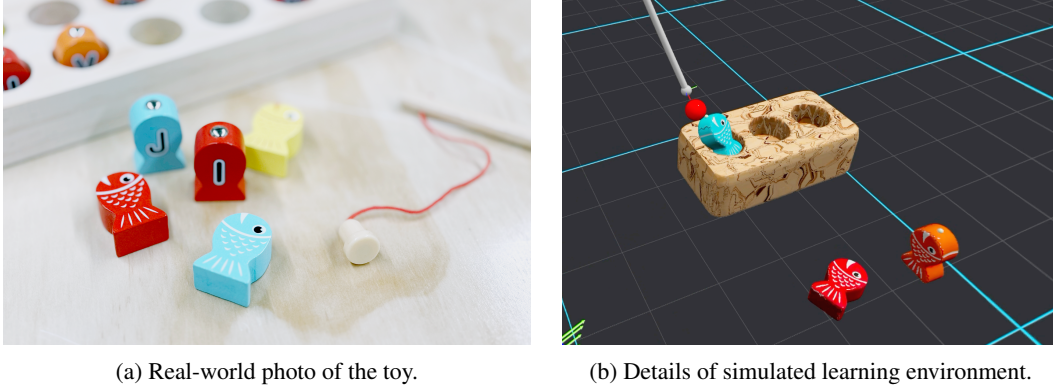 J
I
(a) Real-world photo of the toy.
(b) Details of simulated learning environment.